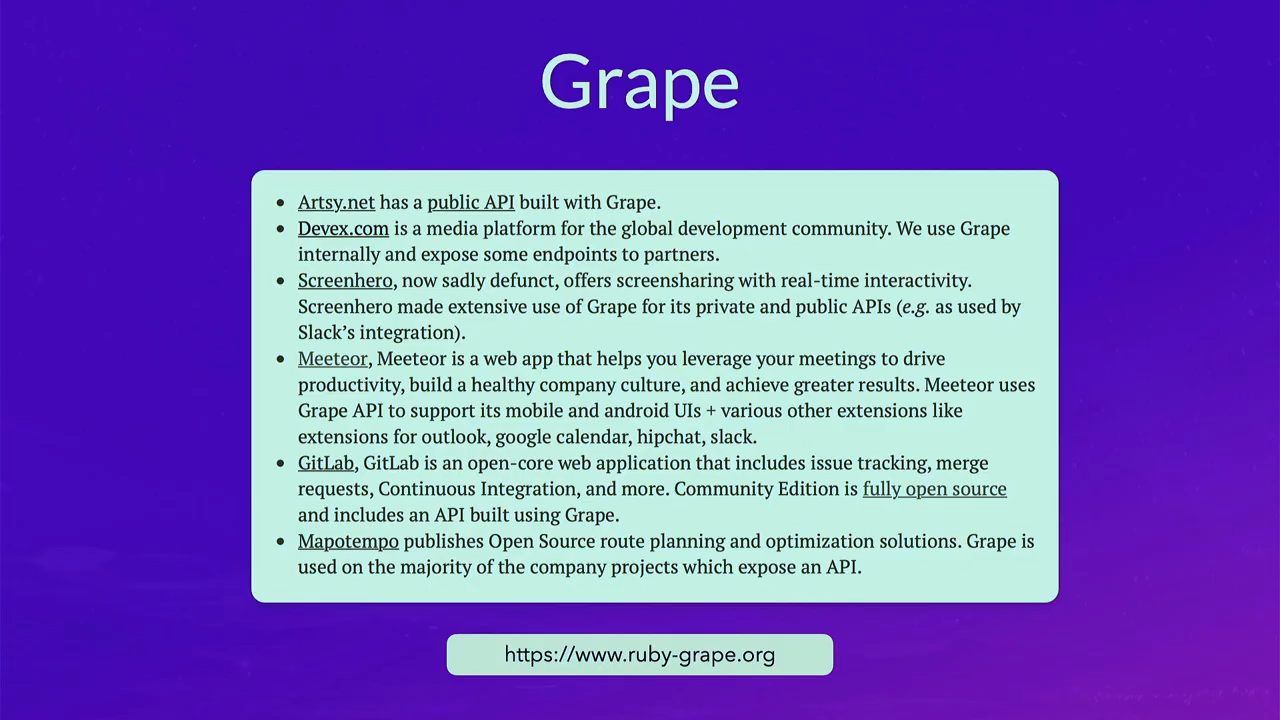 Grape
• Artsy.net has a public API built with Grape.
• Devex.com is a media platform for the global development community. We use Grape
internally and expose some endpoints to partners.
• Screenhero, now sadly defunct, offers screensharing with real-time interactivity.
Screenhero made extensive use of Grape for its private and public APIs (e.g. as used by
Slack’s integration).
• Meeteor, Meeteor is a web app that helps you leverage your meetings to drive
productivity, build a healthy company culture, and achieve greater results. Meeteor uses
Grape API to support its mobile and android UIs + various other extensions like
extensions for outlook, google calendar, hipchat, slack.
• GitLab, GitLab is an open-core web application that includes issue tracking, merge
requests, Continuous Integration, and more. Community Edition is fully open source
and includes an API built using Grape.
• Mapotempo publishes Open Source route planning and optimization solutions. Grape is
used on the majority of the company projects which expose an API.
https://www.ruby-grape.org